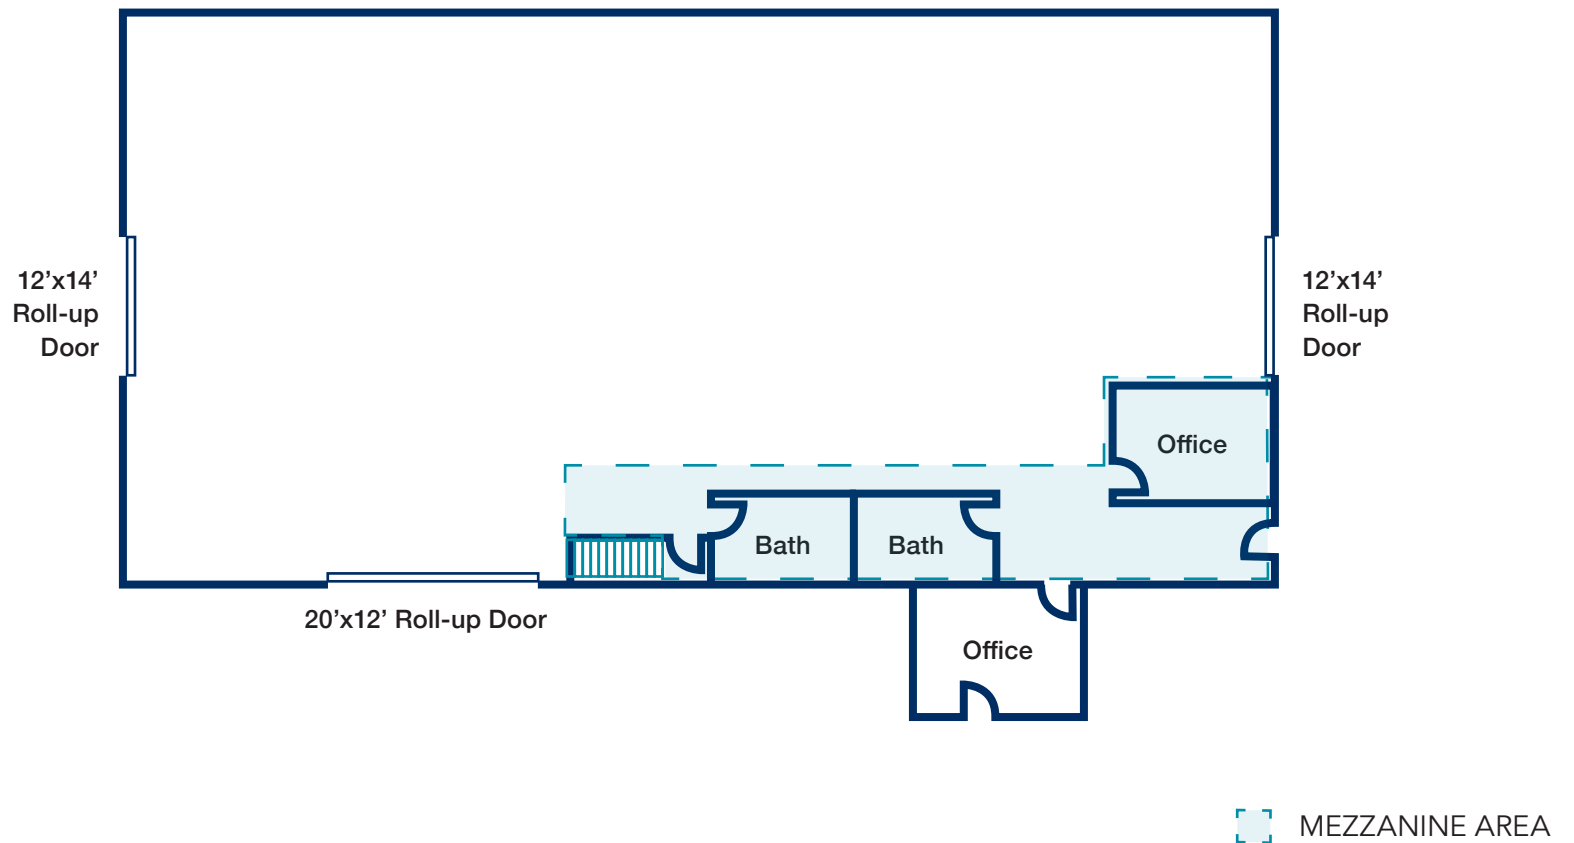 12’x14’
Roll-up
Door
12’x14’
Roll-up
Door
Office
Bath
Bath
20’x12’ Roll-up Door
Office
MEZZANINE AREA